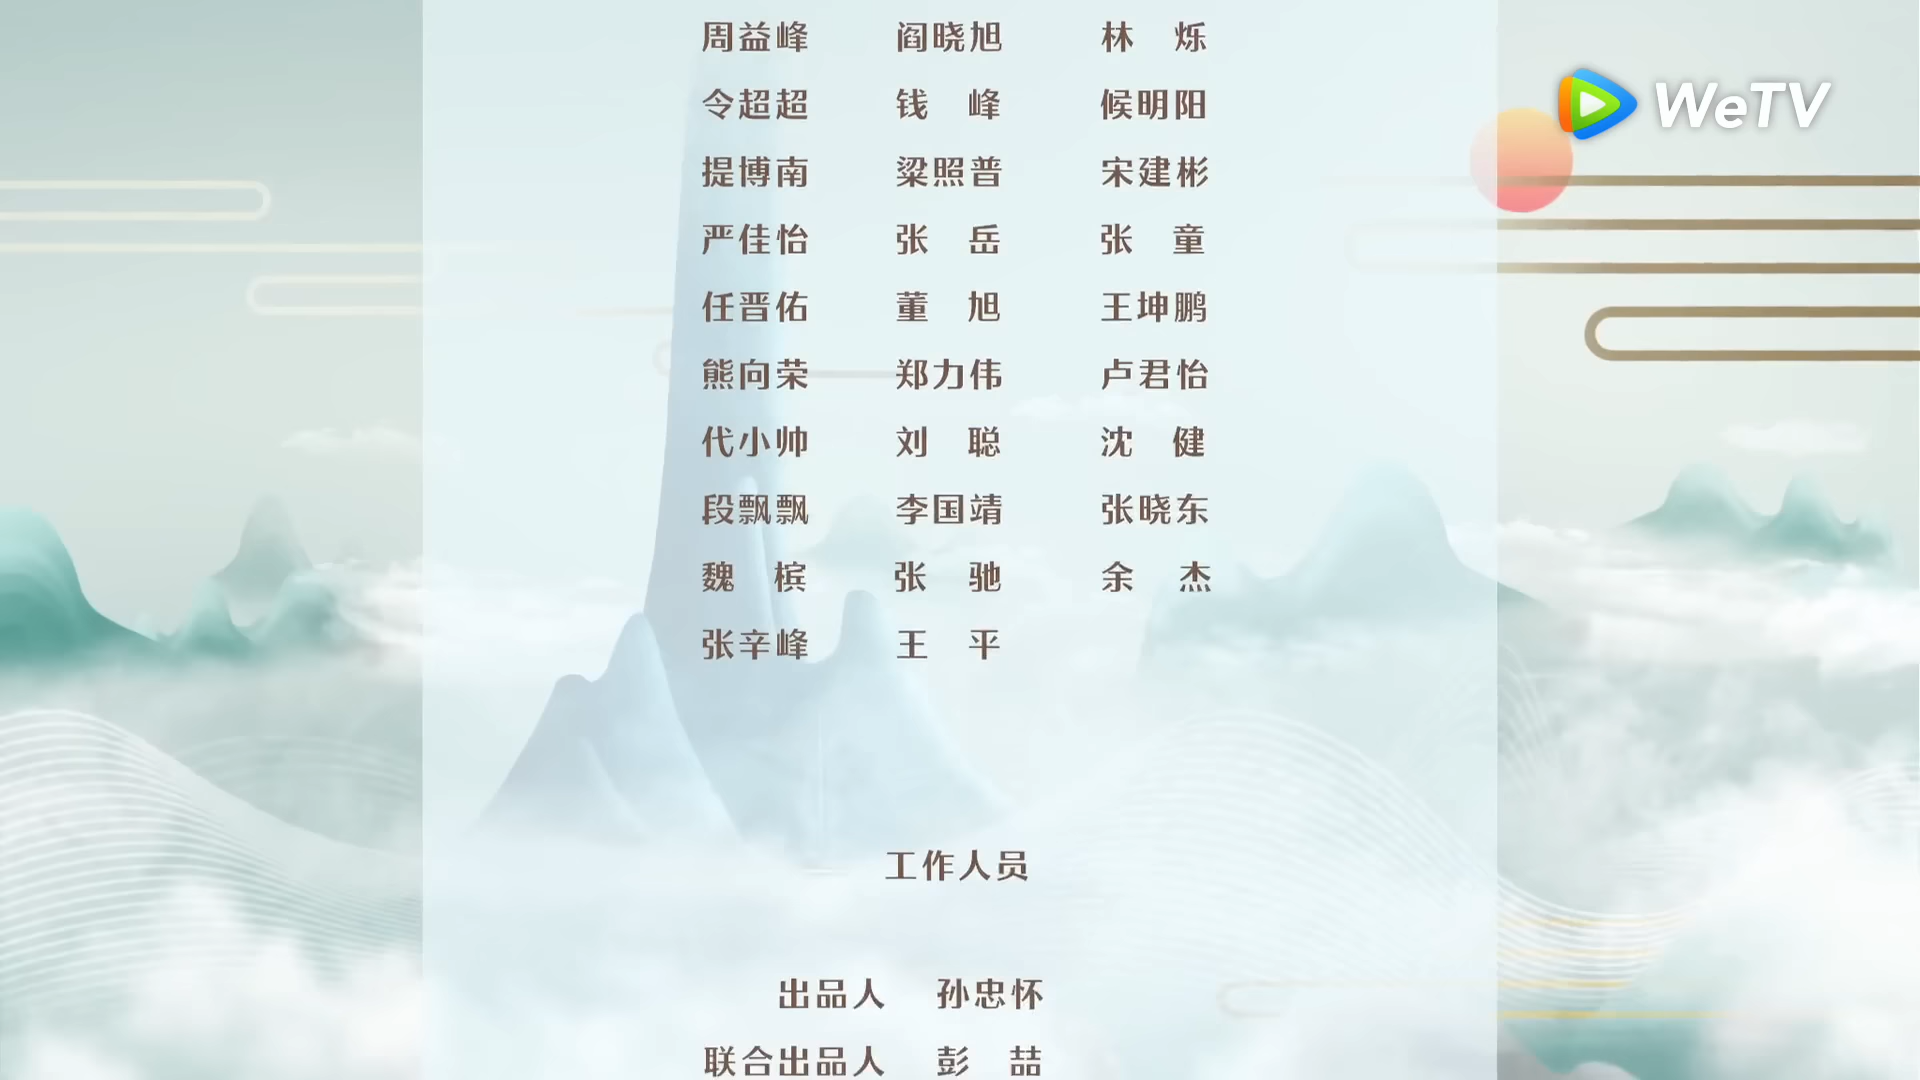 周益峰 阎晓旭 林 烁
WeTV
令超超 钱 峰 候明阳
提博南 梁照普 宋建彬
严佳怡 张 岳 张 童
任晋佑 董 旭 王坤鹏
熊向荣 郑力伟 卢君怡
代小帅 刘 聪 沈 健
段飘飘 李国靖 张晓东
魏 槟 张 驰 余 杰
张辛峰 王 平
工作人员
出品人 孙忠怀
联合出品人 彭 喆